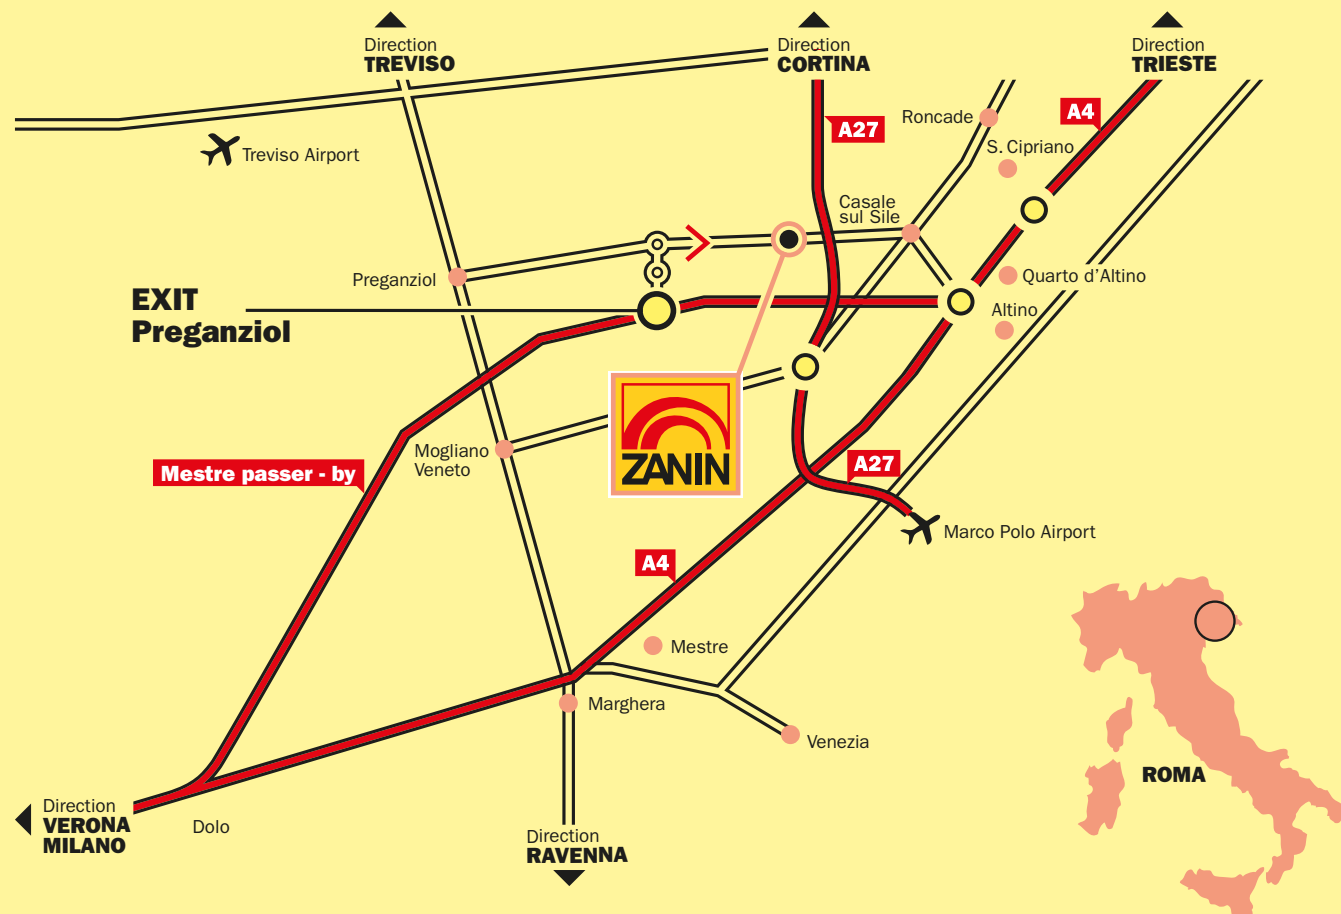 Direction
TREVISO
Direction
CORTINA
Direction
TRIESTE
A4
Roncade
A27
S. Cipriano
Treviso Airport
Casale
sul Sile
Preganziol
Quarto d'Altino
EXIT
Preganziol
Altino
Mogliano
Veneto
ZANIN
Mestre passer - by
A27
Marco Polo Airport
A4
Mestre
Marghera
Venezia
ROMA
Direction
VERONA
MILANO
Dolo
Direction
RAVENNA